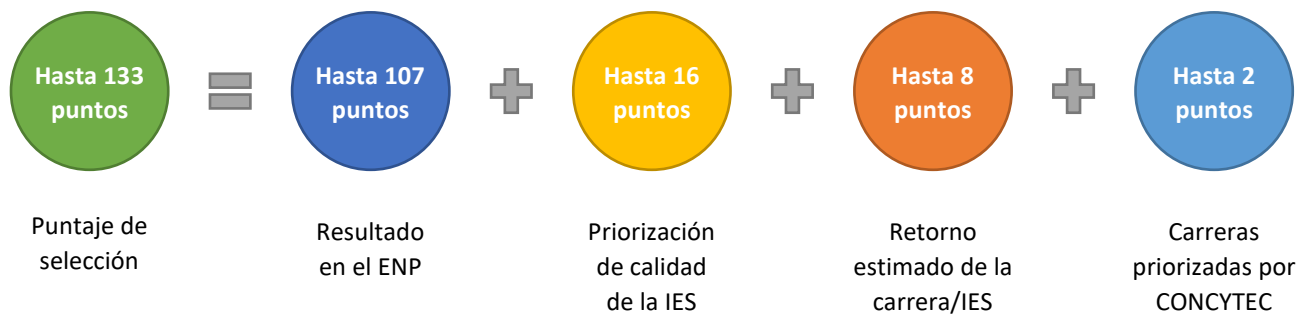 Hasta 133
puntos
=
Hasta 107
puntos
+
Hasta 16
puntos
+
Hasta 8
puntos
+
Hasta 2
puntos
Puntaje de
selección
Resultado
en el ENP
Priorización
de calidad
de la IES
Retorno
estimado de la
carrera/IES
Carreras
priorizadas por
CONCYTEC